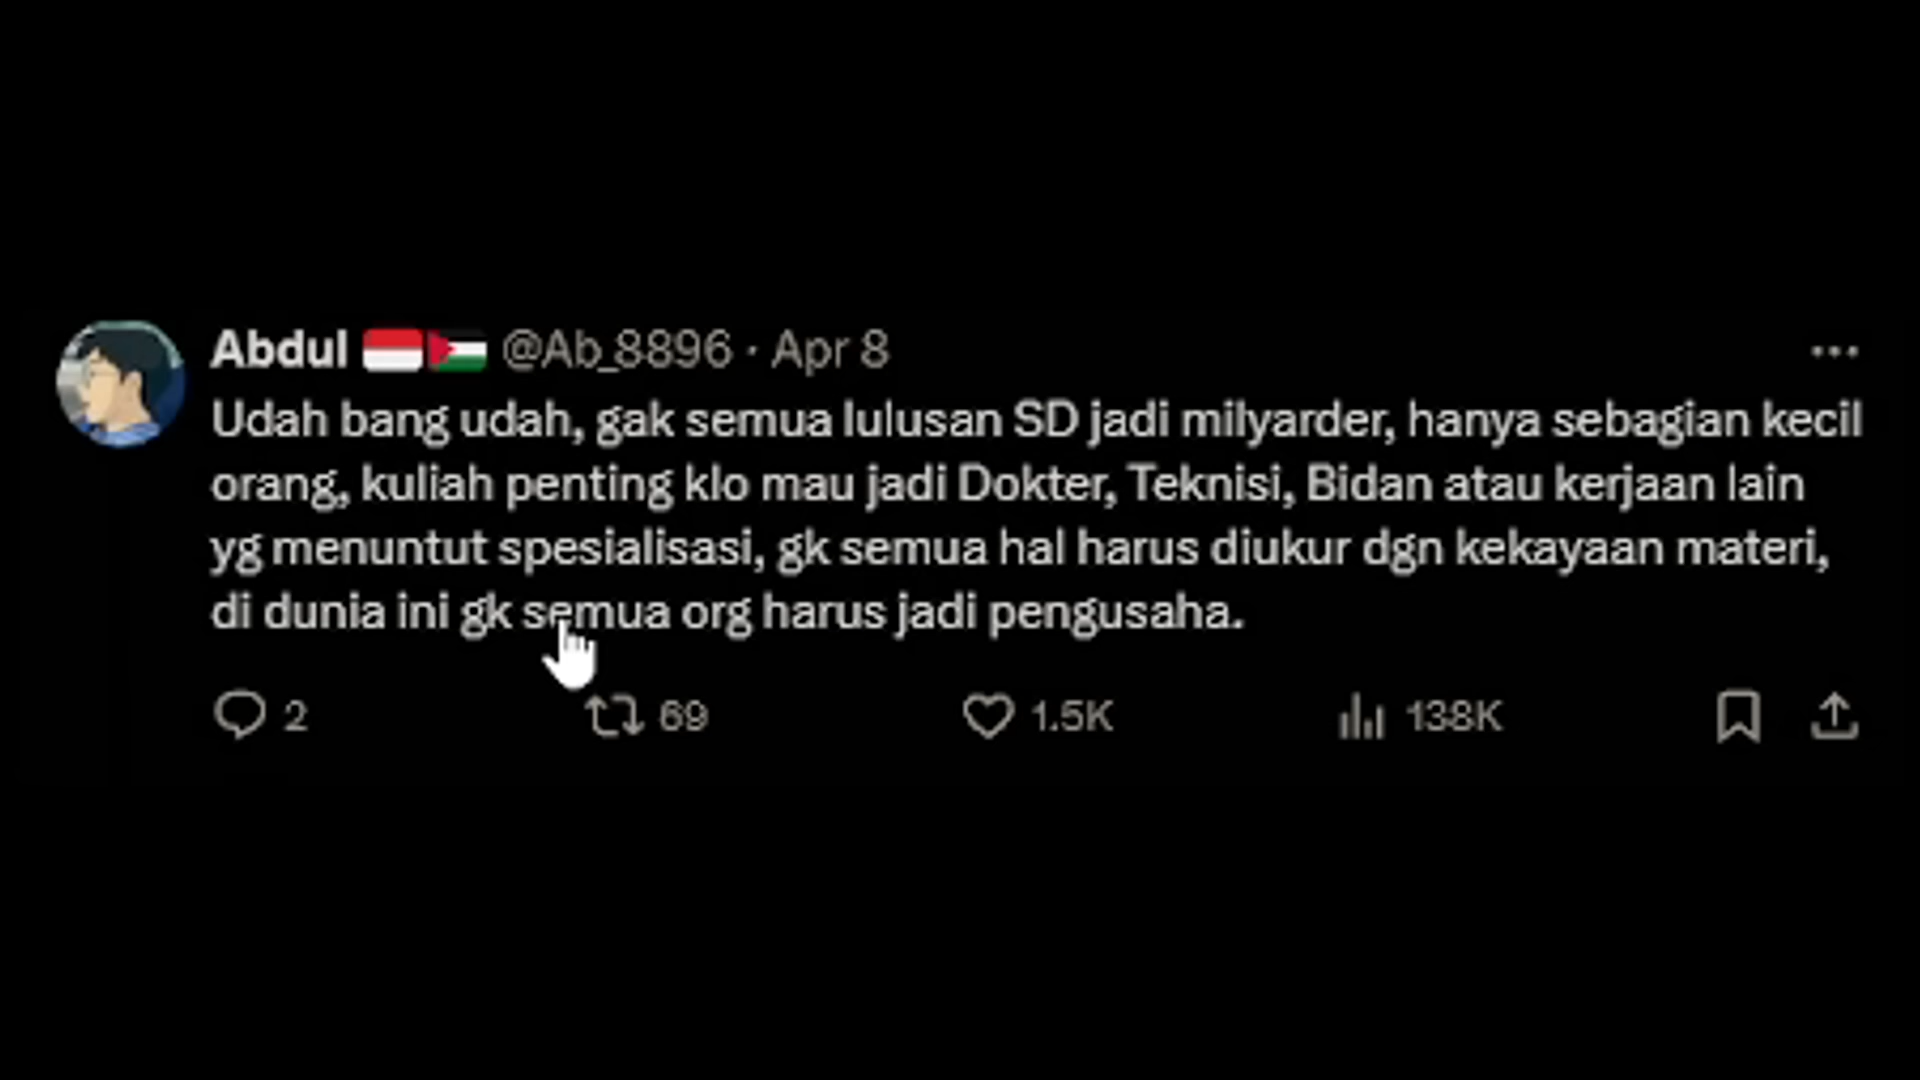 Abdul 🇮🇩🇵🇸 @Ab_8896 · Apr 8
Udah bang udah, gak semua lulusan SD jadi milyarder, hanya sebagian kecil
orang, kuliah penting klo mau jadi Dokter, Teknisi, Bidan atau kerjaan lain
yg menuntut spesialisasi, gk semua hal harus diukur dgn kekayaan materi,
di dunia ini gk semua org harus jadi pengusaha.
2 69 1.5K 138K